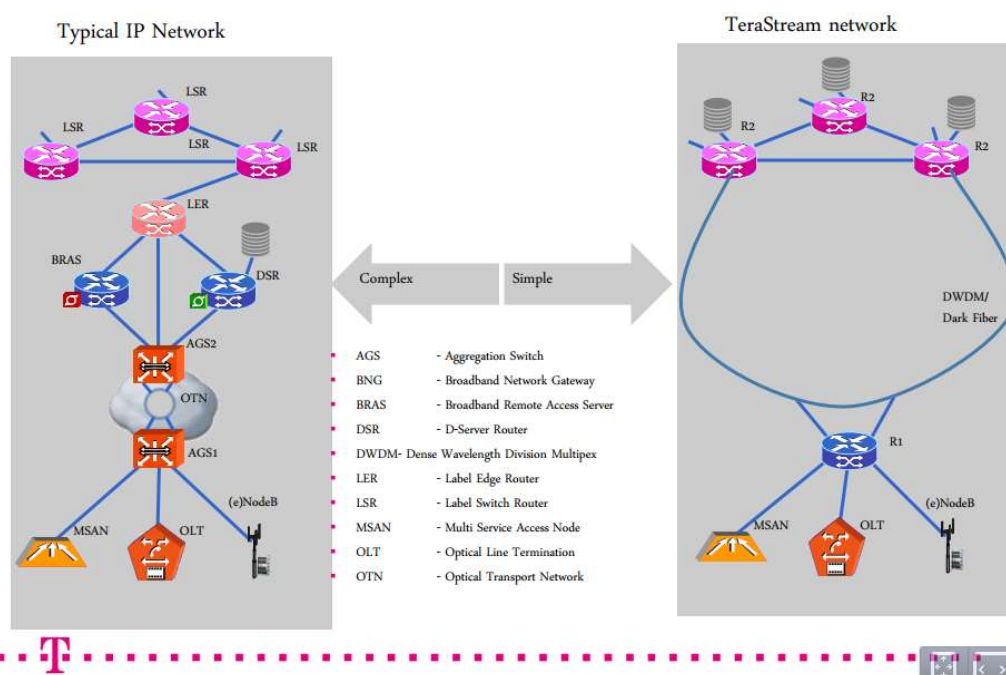 Typical IP Network
TeraStream network
LSR
LSR
LSR
LSR
LER
BRAS
DSR
AGS2
OTN
AGS1
(e)NodeB
MSAN
OLT
Complex
Simple
AGS - Aggregation Switch
BNG - Broadband Network Gateway
BRAS - Broadband Remote Access Server
DSR - D-Server Router
DWDM- Dense Wavelength Division Multipex
LER - Label Edge Router
LSR - Label Switch Router
MSAN - Multi Service Access Node
OLT - Optical Line Termination
OTN - Optical Transport Network
R2
R2
R2
DWDM/
Dark Fiber
R1
(e)NodeB
MSAN
OLT
T